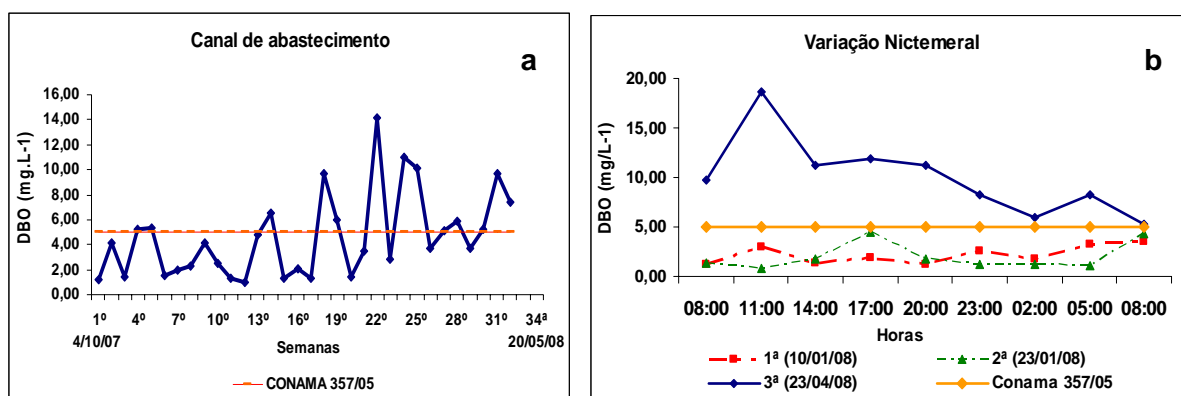 Canal de abastecimento
a
DBO (mg.L-1)
16,00
14,00
12,00
10,00
8,00
6,00
4,00
2,00
0,00
1º 4º 7º 10º 13º 16º 19º 22º 25º 28º 31º 34ª
4/10/07 Semanas 20/05/08
CONAMA 357/05
Variação Nictemeral
b
DBO (mg/L-1)
20,00
15,00
10,00
5,00
0,00
08:00 11:00 14:00 17:00 20:00 23:00 02:00 05:00 08:00
Horas
1ª (10/01/08) 2ª (23/01/08)
3ª (23/04/08) Conama 357/05